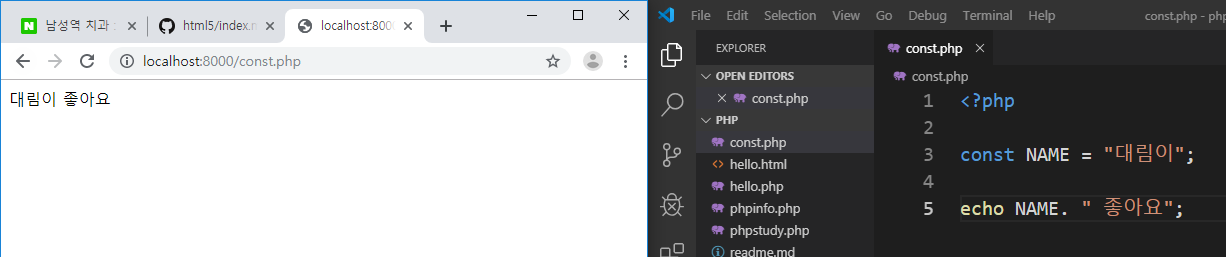 남성역 치과
html5/index.m
localhost:8000
localhost:8000/const.php
대림이 좋아요
File Edit Selection View Go Debug Terminal Help const.php - php
EXPLORER
OPEN EDITORS
const.php
PHP
const.php
hello.html
hello.php
phpinfo.php
phpstudy.php
readme.md
const.php
const.php
1 <?php
2
3 const NAME = "대림이";
4
5 echo NAME. " 좋아요";